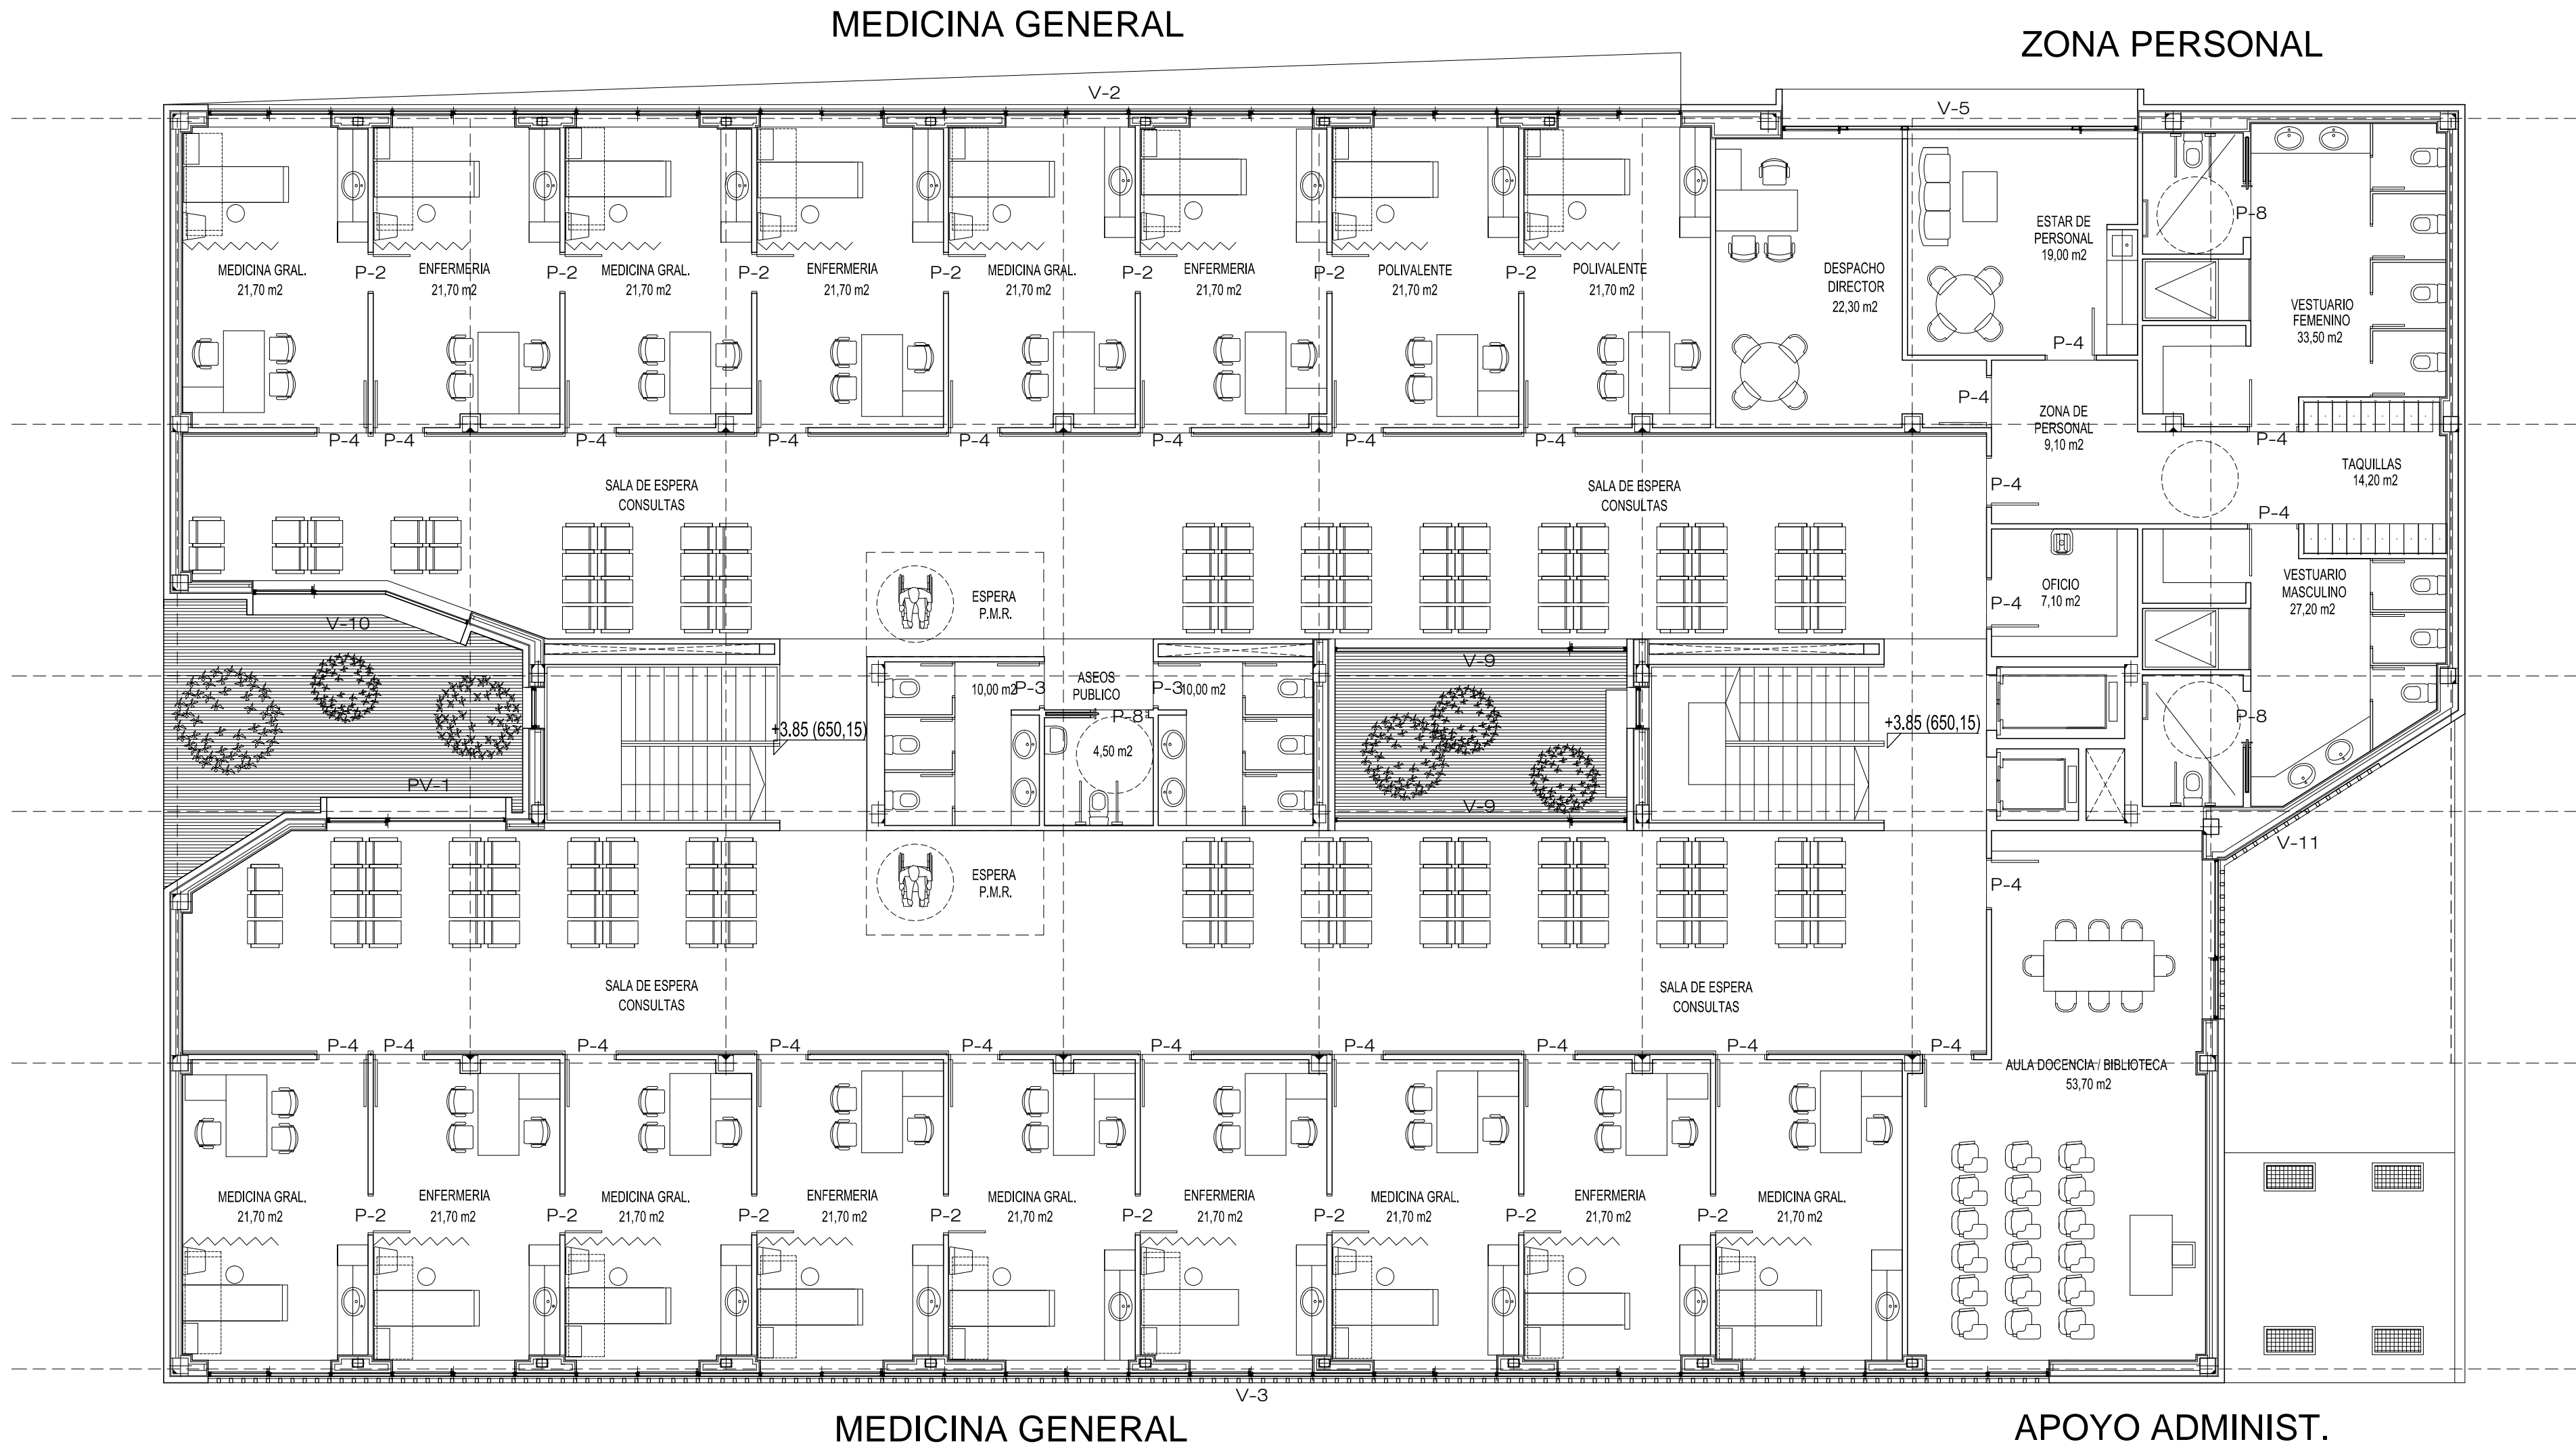 MEDICINA GENERAL
ZONA PERSONAL
V-2
V-5
MEDICINA GRAL.
21,70 m2
P-2
ENFERMERIA
21,70 m2
P-2
MEDICINA GRAL.
21,70 m2
P-2
ENFERMERIA
21,70 m2
P-2
MEDICINA GRAL.
21,70 m2
P-2
ENFERMERIA
21,70 m2
P-2
POLIVALENTE
21,70 m2
P-2
POLIVALENTE
21,70 m2
DESPACHO
DIRECTOR
22,30 m2
ESTAR DE
PERSONAL
19,00 m2
P-4
P-8
VESTUARIO
FEMENINO
33,50 m2
P-4
ZONA DE
PERSONAL
9,10 m2
P-4
P-4
P-4
P-4
P-4
P-4
P-4
P-4
P-4
TAQUILLAS
14,20 m2
P-4
P-4
SALA DE ESPERA
CONSULTAS
SALA DE ESPERA
CONSULTAS
OFICIO
7,10 m2
P-4
VESTUARIO
MASCULINO
27,20 m2
ESPERA
P.M.R.
V-10
V-9
10,00 m2
P-3
ASEOS
PUBLICO
P-3
10,00 m2
P-8'
4,50 m2
+3.85 (650,15)
+3.85 (650,15)
P-8
PV-1
V-9
V-11
ESPERA
P.M.R.
P-4
SALA DE ESPERA
CONSULTAS
SALA DE ESPERA
CONSULTAS
P-4
P-4
P-4
P-4
P-4
P-4
P-4
P-4
P-4
P-4
AULA DOCENCIA / BIBLIOTECA
53,70 m2
MEDICINA GRAL.
21,70 m2
P-2
ENFERMERIA
21,70 m2
P-2
MEDICINA GRAL.
21,70 m2
P-2
ENFERMERIA
21,70 m2
P-2
MEDICINA GRAL.
21,70 m2
P-2
ENFERMERIA
21,70 m2
P-2
MEDICINA GRAL.
21,70 m2
P-2
ENFERMERIA
21,70 m2
P-2
MEDICINA GRAL.
21,70 m2
V-3
MEDICINA GENERAL
APOYO ADMINIST.